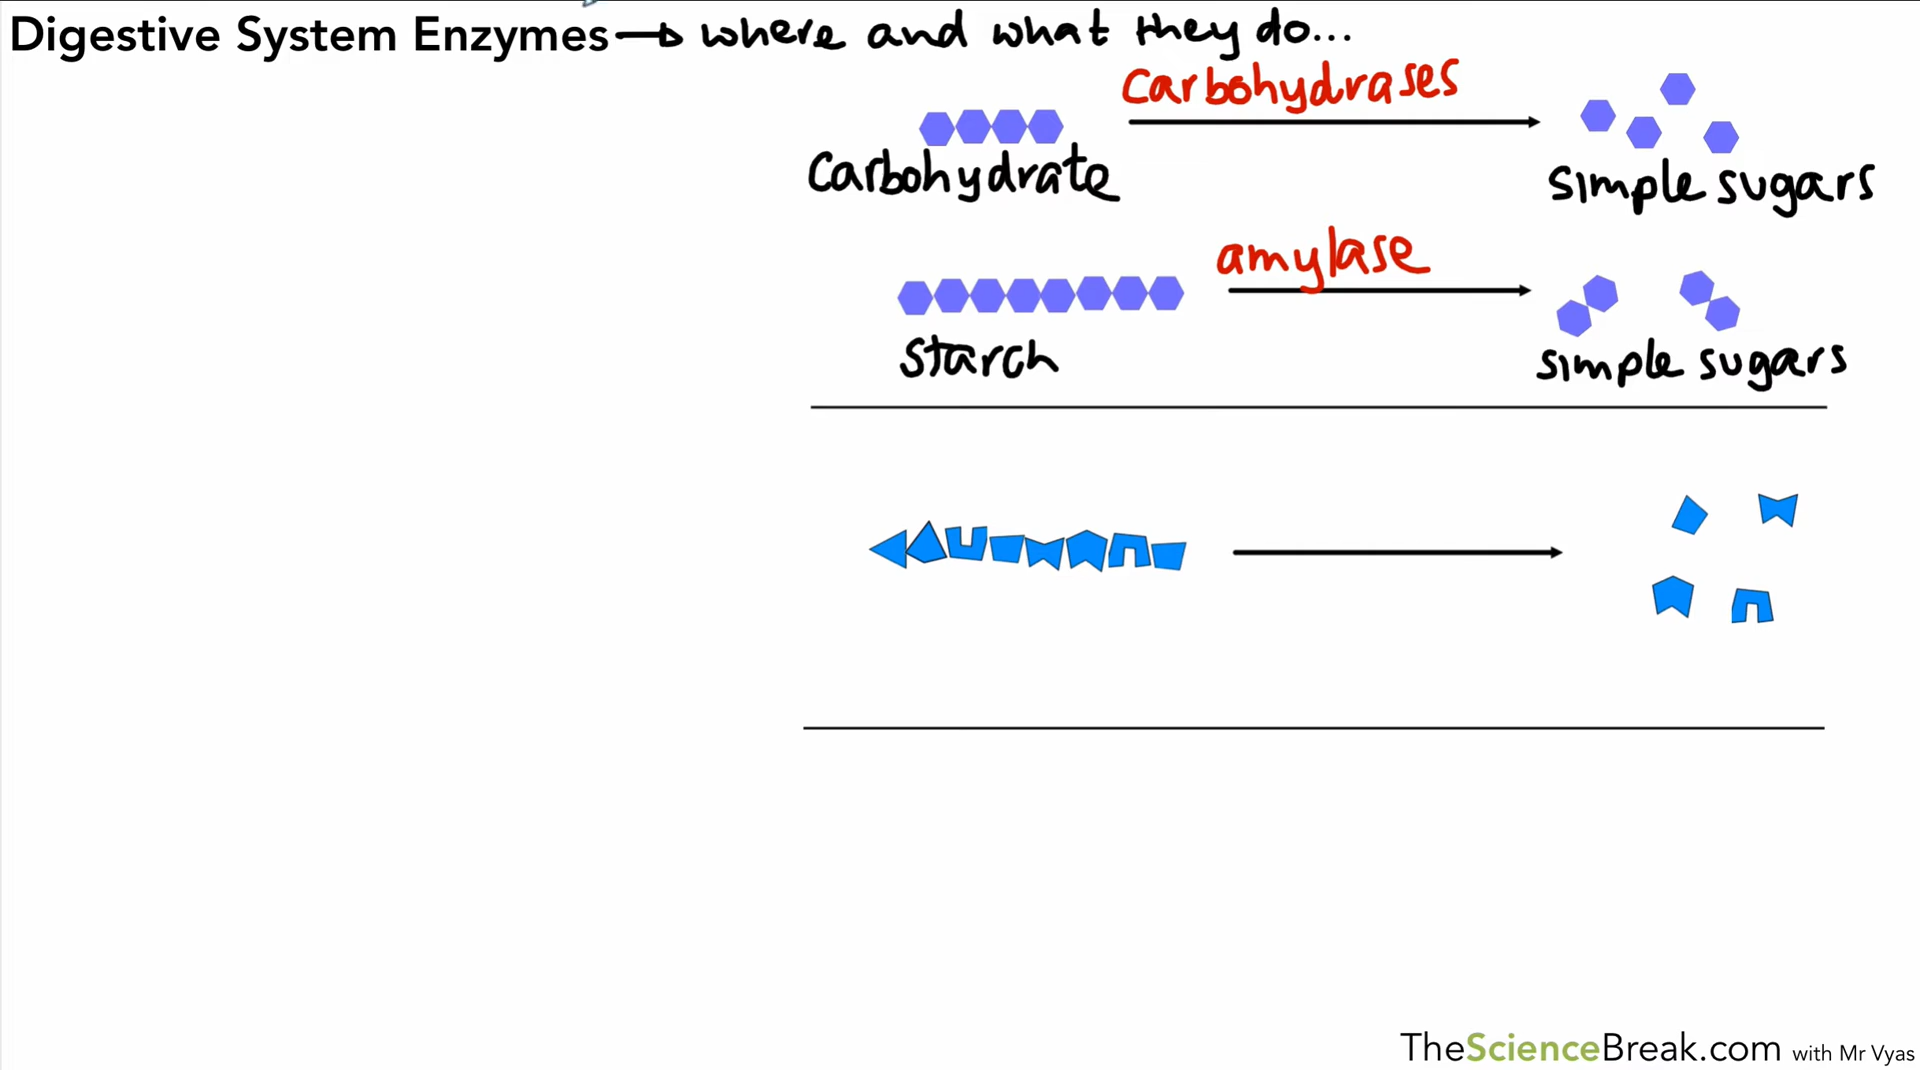 Digestive System Enzymes → where and what they do...
Carbohydrases
Carbohydrate
simple sugars
amylase
starch
simple sugars
TheScienceBreak.com with Mr Vyas